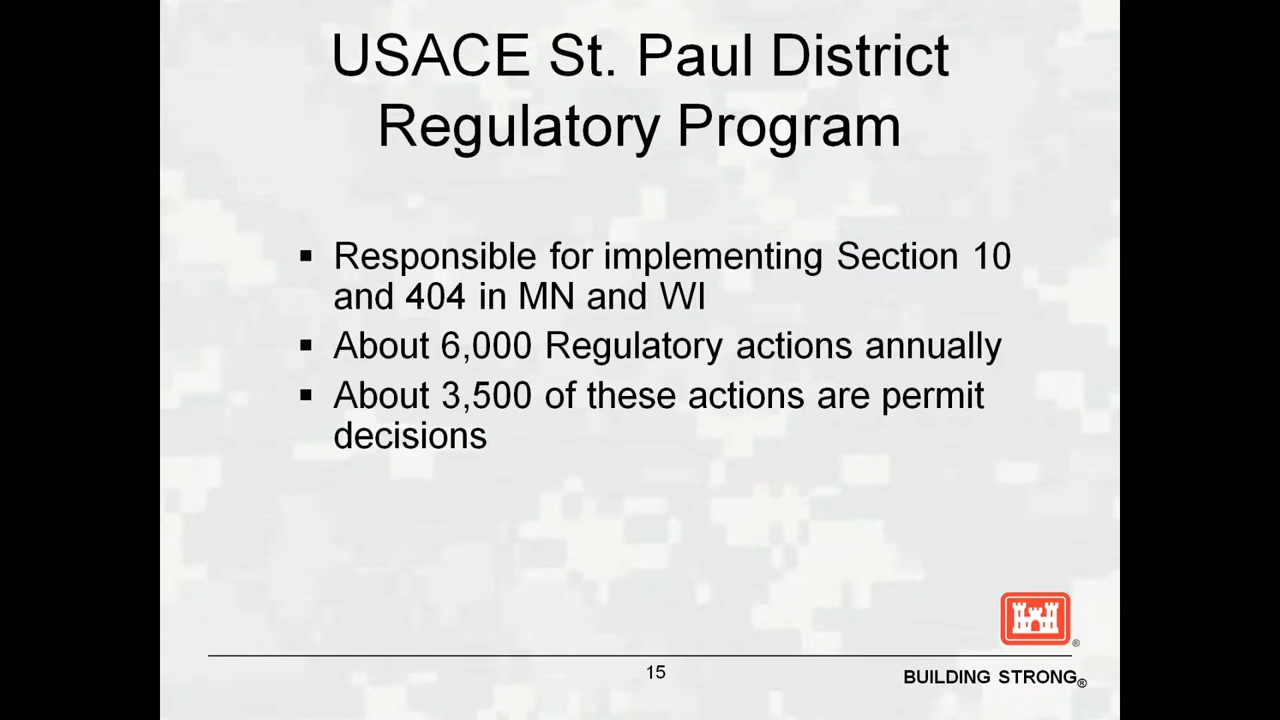 USACE St. Paul District
Regulatory Program
▪ Responsible for implementing Section 10
and 404 in MN and WI
▪ About 6,000 Regulatory actions annually
▪ About 3,500 of these actions are permit
decisions
®
15
BUILDING STRONG®